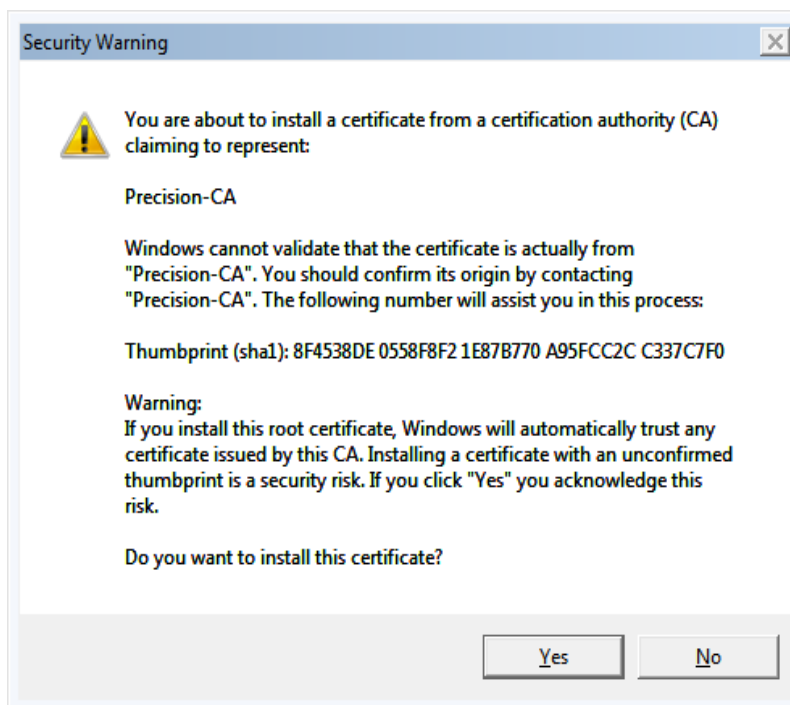 Security Warning
You are about to install a certificate from a certification authority (CA)
claiming to represent:
Precision-CA
Windows cannot validate that the certificate is actually from
"Precision-CA". You should confirm its origin by contacting
"Precision-CA". The following number will assist you in this process:
Thumbprint (sha1): 8F4538DE 0558F8F2 1E87B770 A95FCC2C C337C7F0
Warning:
If you install this root certificate, Windows will automatically trust any
certificate issued by this CA. Installing a certificate with an unconfirmed
thumbprint is a security risk. If you click "Yes" you acknowledge this
risk.
Do you want to install this certificate?
Yes
No